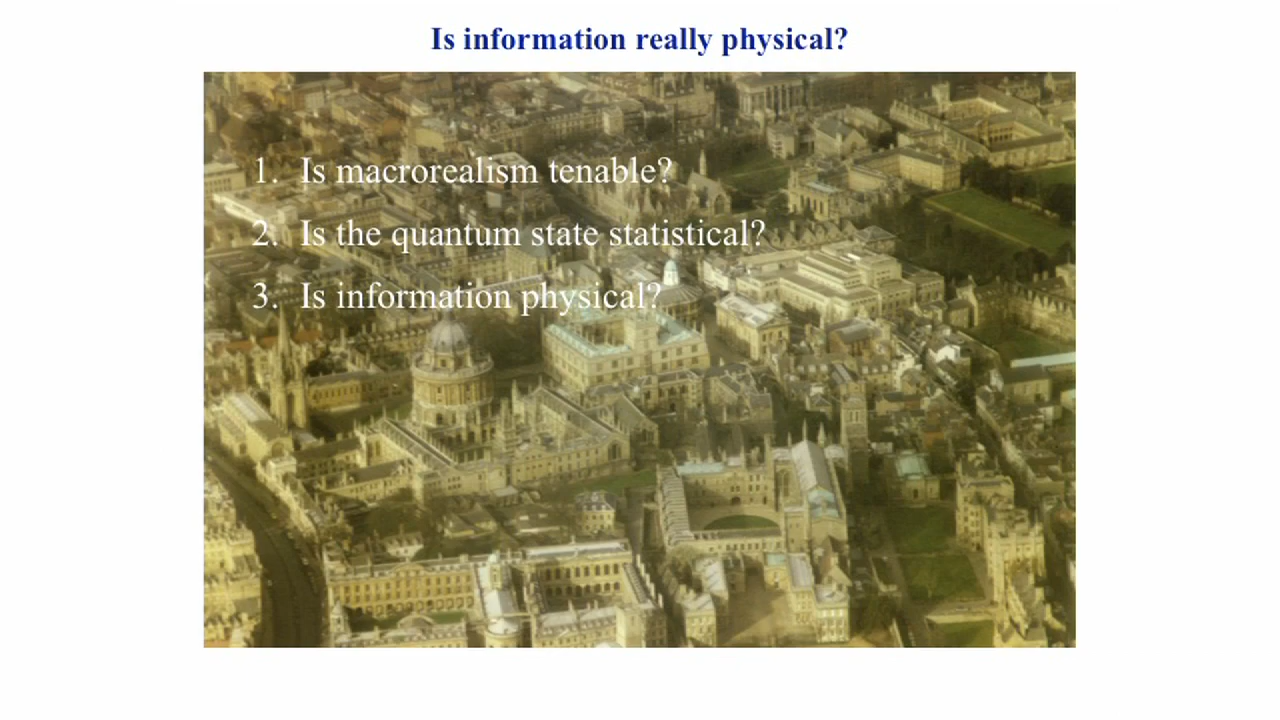 Is information really physical?
1. Is macrorealism tenable?
2. Is the quantum state statistical?
3. Is information physical?